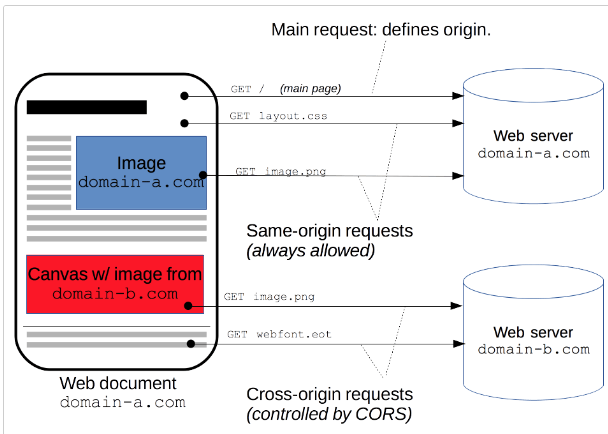 Main request: defines origin.
GET / (main page)
GET layout.css
Image
domain-a.com
GET image.png
Web server
domain-a.com
Same-origin requests
(always allowed)
Canvas w/ image from
domain-b.com
GET image.png
GET webfont.eot
Web server
domain-b.com
Web document
domain-a.com
Cross-origin requests
(controlled by CORS)